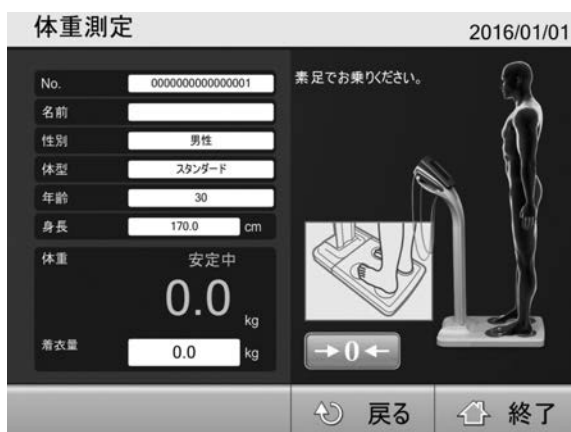 体重測定
2016/01/01
No. 0000000000000001
名前
性別 男性
体型 スタンダード
年齢 30
身長 170.0 cm
体重 安定中
0.0 kg
着衣量 0.0 kg
素足でお乗りください。
→0←
戻る
終了